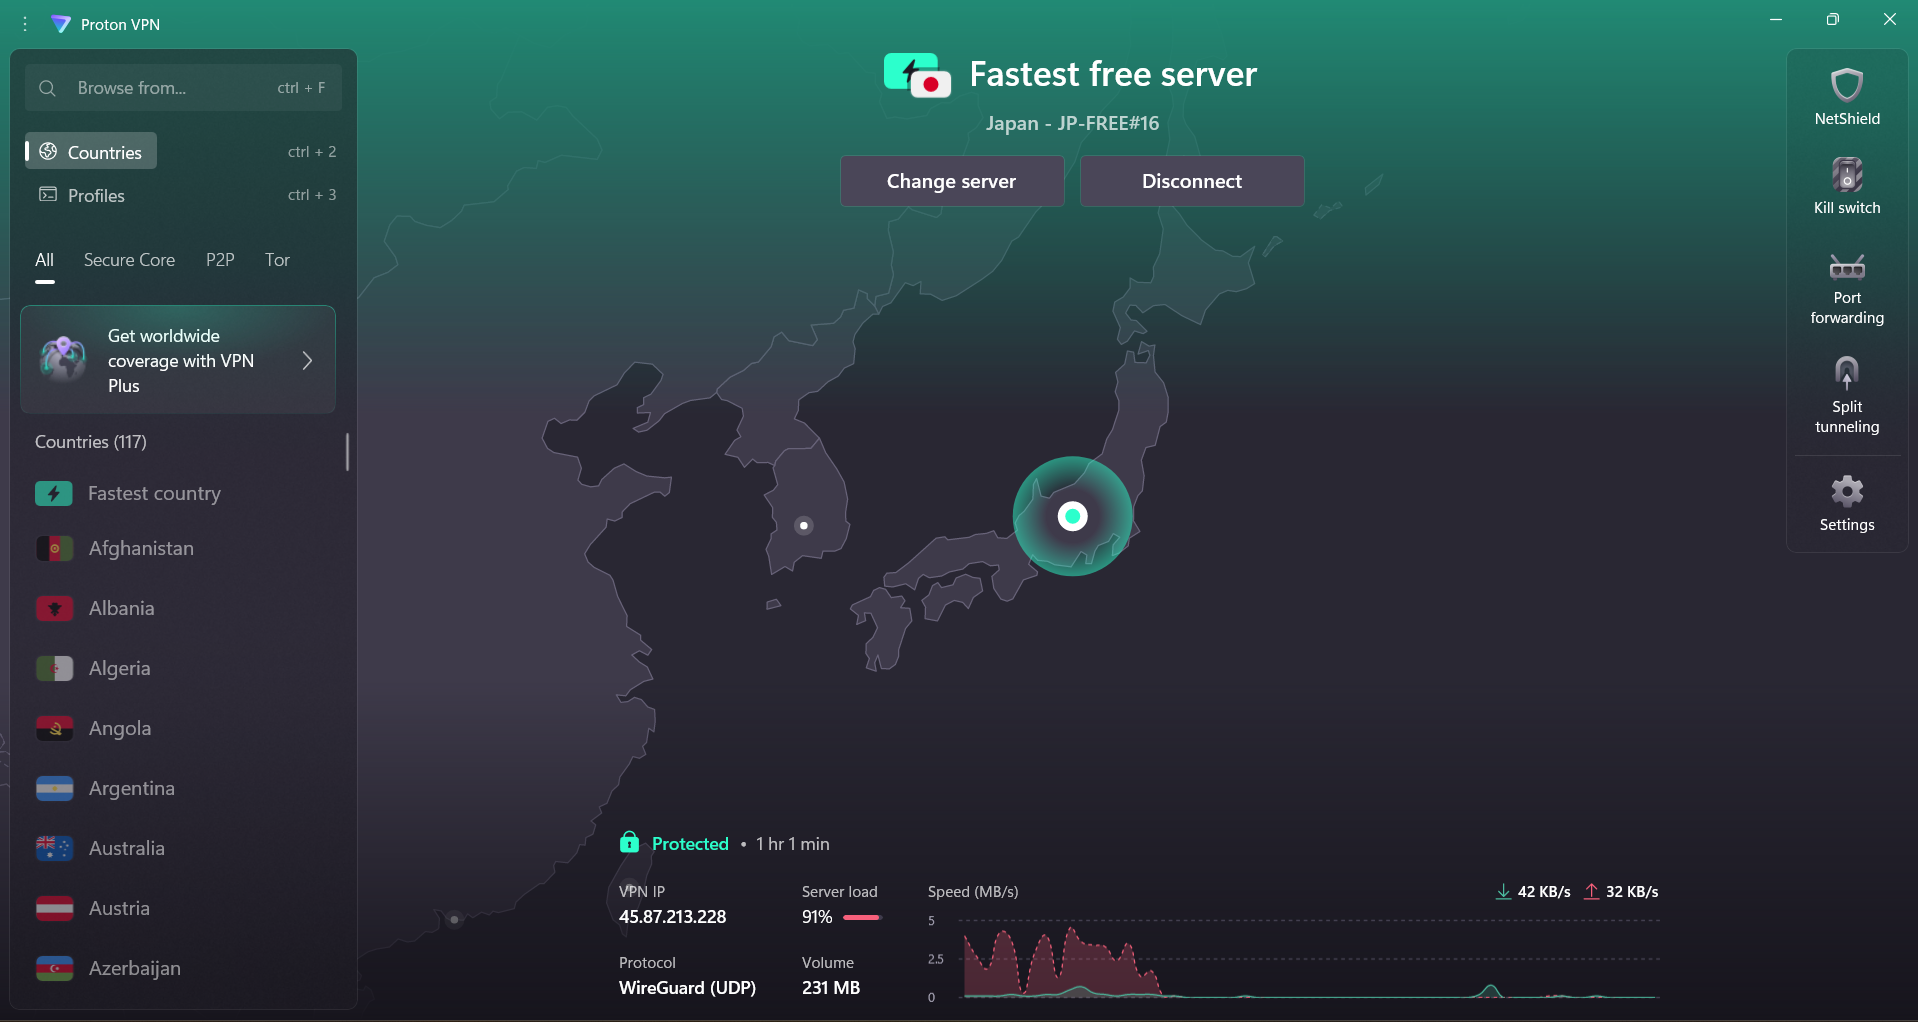 Proton VPN
Browse from...
ctrl + F
Countries
ctrl + 2
Profiles
ctrl + 3
All
Secure Core
P2P
Tor
Get worldwide
coverage with VPN
Plus
Countries (117)
Fastest country
Afghanistan
Albania
Algeria
Angola
Argentina
Australia
Austria
Azerbaijan
Fastest free server
Japan - JP-FREE#16
Change server
Disconnect
Protected • 1 hr 1 min
VPN IP
45.87.213.228
Server load
91%
Protocol
WireGuard (UDP)
Volume
231 MB
Speed (MB/s)
42 KB/s
32 KB/s
5
2.5
0
NetShield
Kill switch
Port
forwarding
Split
tunneling
Settings